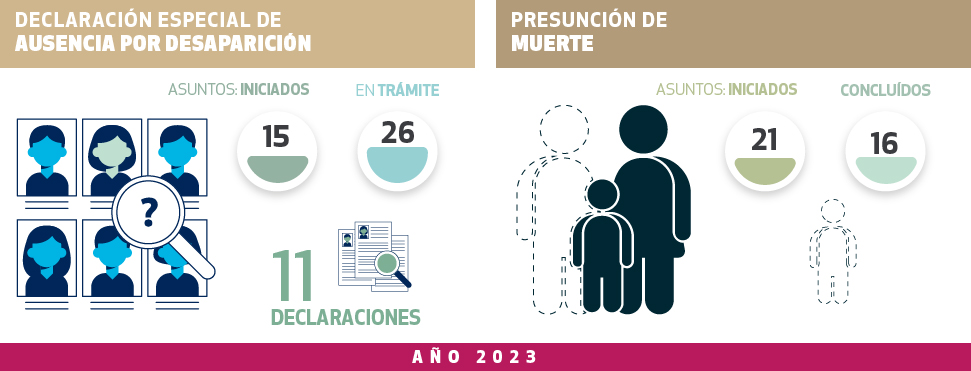 DECLARACIÓN ESPECIAL DE
AUSENCIA POR DESAPARICIÓN
ASUNTOS: INICIADOS
EN TRÁMITE
15
26
?
11
DECLARACIONES
PRESUNCIÓN DE
MUERTE
ASUNTOS: INICIADOS
CONCLUÍDOS
21
16
AÑO 2023